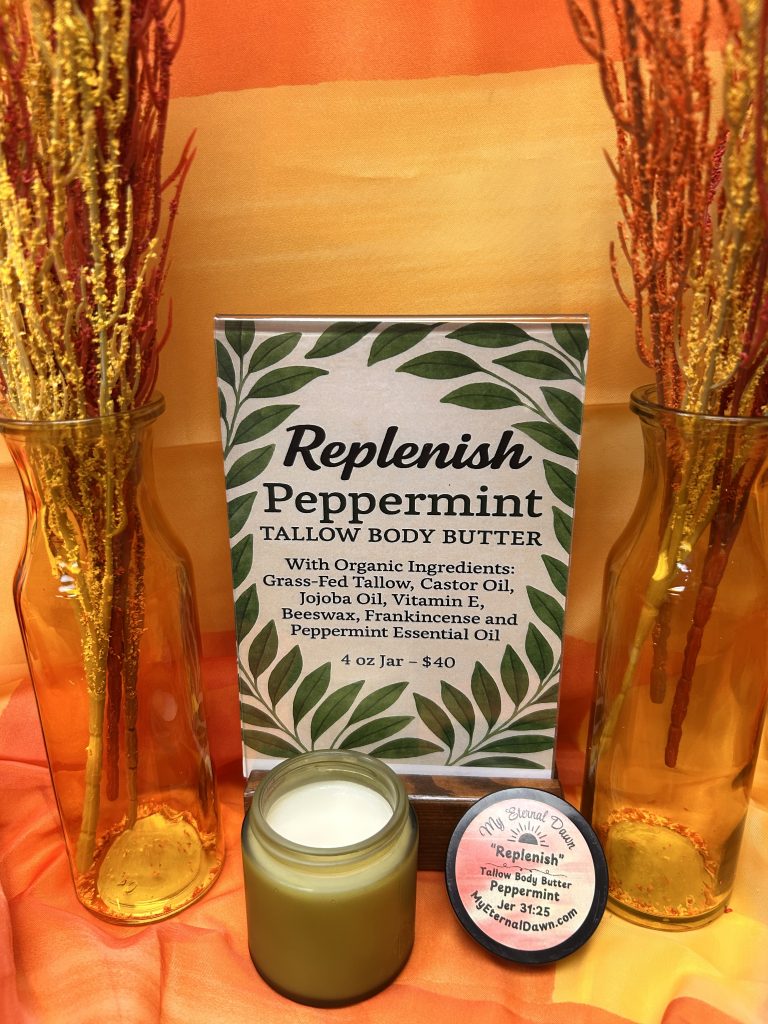 Replenish
Peppermint
TALLOW BODY BUTTER
With Organic Ingredients:
Grass-Fed Tallow, Castor Oil,
Jojoba Oil, Vitamin E,
Beeswax, Frankincense and
Peppermint Essential Oil
4 oz Jar – $40
My Eternal Dawn
"Replenish"
Tallow Body Butter
Peppermint
Jer 31:25
MyEternalDawn.com